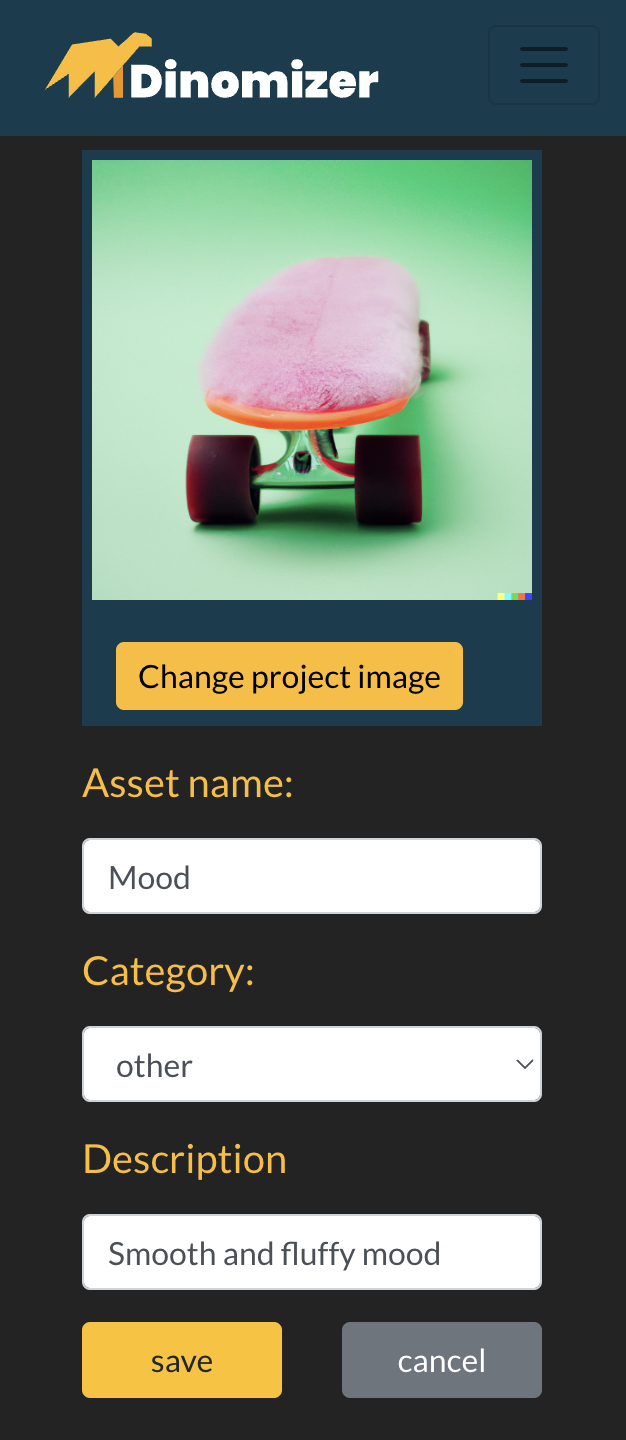 Dinomizer
Change project image
Asset name:
Mood
Category:
other
Description
Smooth and fluffy mood
save
cancel